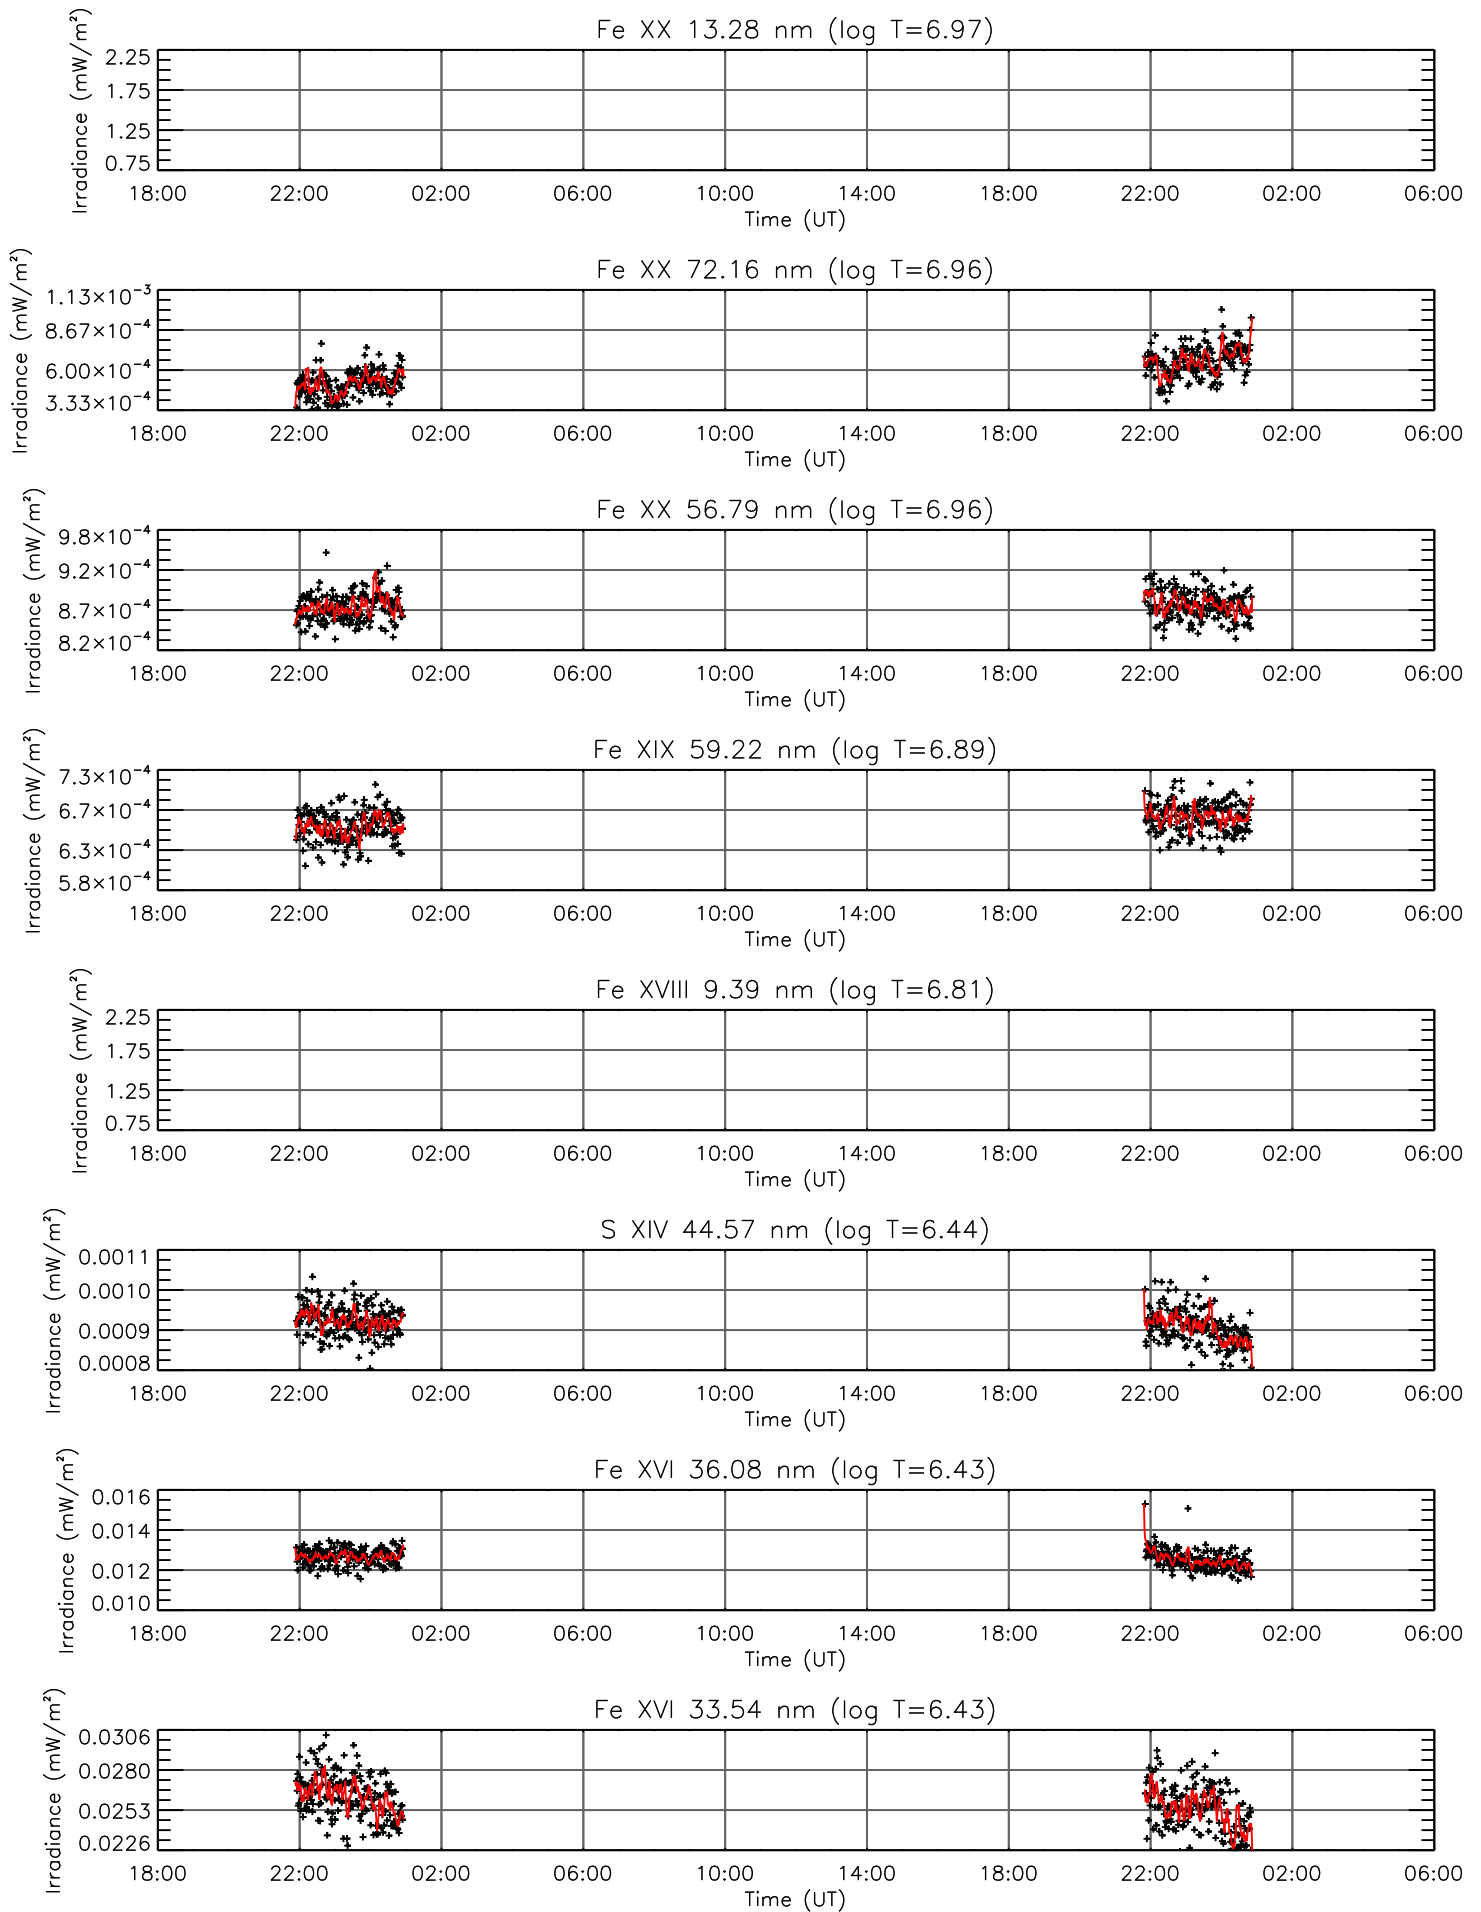 Fe XX 13.28 nm (log T=6.97)
Irradiance (mW/m²)
2.25
1.75
1.25
0.75
18:00 22:00 02:00 06:00 10:00 14:00 18:00 22:00 02:00 06:00
Time (UT)
Fe XX 72.16 nm (log T=6.96)
Irradiance (mW/m²)
1.13×10⁻³
8.67×10⁻⁴
6.00×10⁻⁴
3.33×10⁻⁴
18:00 22:00 02:00 06:00 10:00 14:00 18:00 22:00 02:00 06:00
Time (UT)
Fe XX 56.79 nm (log T=6.96)
Irradiance (mW/m²)
9.8×10⁻⁴
9.2×10⁻⁴
8.7×10⁻⁴
8.2×10⁻⁴
18:00 22:00 02:00 06:00 10:00 14:00 18:00 22:00 02:00 06:00
Time (UT)
Fe XIX 59.22 nm (log T=6.89)
Irradiance (mW/m²)
7.3×10⁻⁴
6.7×10⁻⁴
6.3×10⁻⁴
5.8×10⁻⁴
18:00 22:00 02:00 06:00 10:00 14:00 18:00 22:00 02:00 06:00
Time (UT)
Fe XVIII 9.39 nm (log T=6.81)
Irradiance (mW/m²)
2.25
1.75
1.25
0.75
18:00 22:00 02:00 06:00 10:00 14:00 18:00 22:00 02:00 06:00
Time (UT)
S XIV 44.57 nm (log T=6.44)
Irradiance (mW/m²)
0.0011
0.0010
0.0009
0.0008
18:00 22:00 02:00 06:00 10:00 14:00 18:00 22:00 02:00 06:00
Time (UT)
Fe XVI 36.08 nm (log T=6.43)
Irradiance (mW/m²)
0.016
0.014
0.012
0.010
18:00 22:00 02:00 06:00 10:00 14:00 18:00 22:00 02:00 06:00
Time (UT)
Fe XVI 33.54 nm (log T=6.43)
Irradiance (mW/m²)
0.0306
0.0280
0.0253
0.0226
18:00 22:00 02:00 06:00 10:00 14:00 18:00 22:00 02:00 06:00
Time (UT)